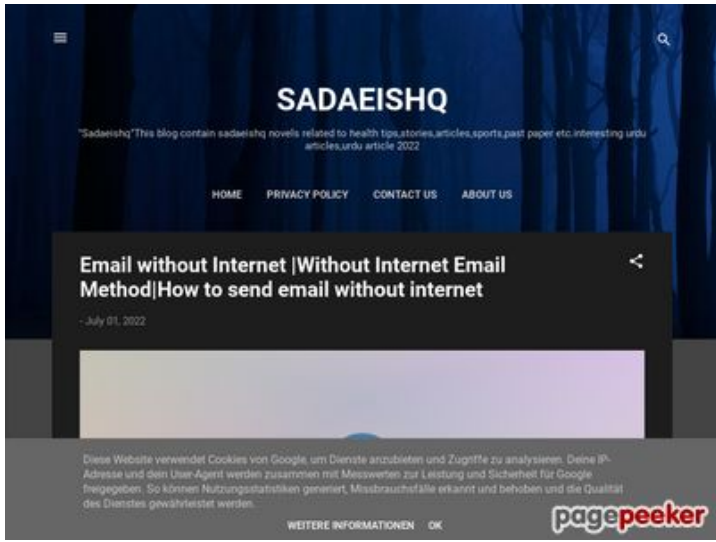 SADAEISHQ
"Sadaeishq"This blog contain sadaeishq novels related to health tips,stories,articles,sports,past paper etc.interesting urdu
articles,urdu article 2022
HOME PRIVACY POLICY CONTACT US ABOUT US
Email without Internet |Without Internet Email
Method|How to send email without internet
- July 01, 2022
Diese Website verwendet Cookies von Google, um Dienste anzubieten und Zugriffe zu analysieren. Deine IP-
Adresse und dein User-Agent werden zusammen mit Messwerten zur Leistung und Sicherheit für Google
freigegeben. So können Nutzungsstatistiken generiert, Missbrauchsfälle erkannt und behoben und die Qualität
des Dienstes gewährleistet werden.
WEITERE INFORMATIONEN OK
pagepeeker